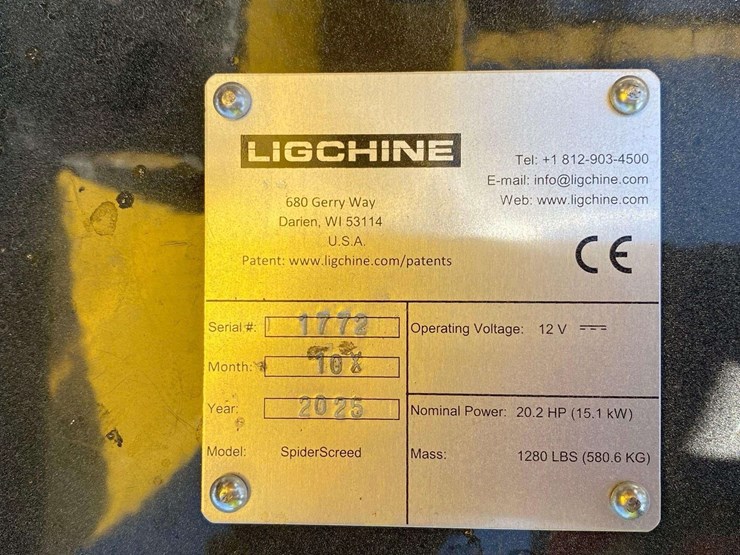 LIGCHINE
680 Gerry Way
Darien, WI 53114
U.S.A.
Patent: www.ligchine.com/patents
Tel: +1 812-903-4500
E-mail: info@ligchine.com
Web: www.ligchine.com
CE
Serial #: 1772
Month:
Year: 2025
Model: SpiderScreed
Operating Voltage: 12 V
Nominal Power: 20.2 HP (15.1 kW)
Mass: 1280 LBS (580.6 KG)